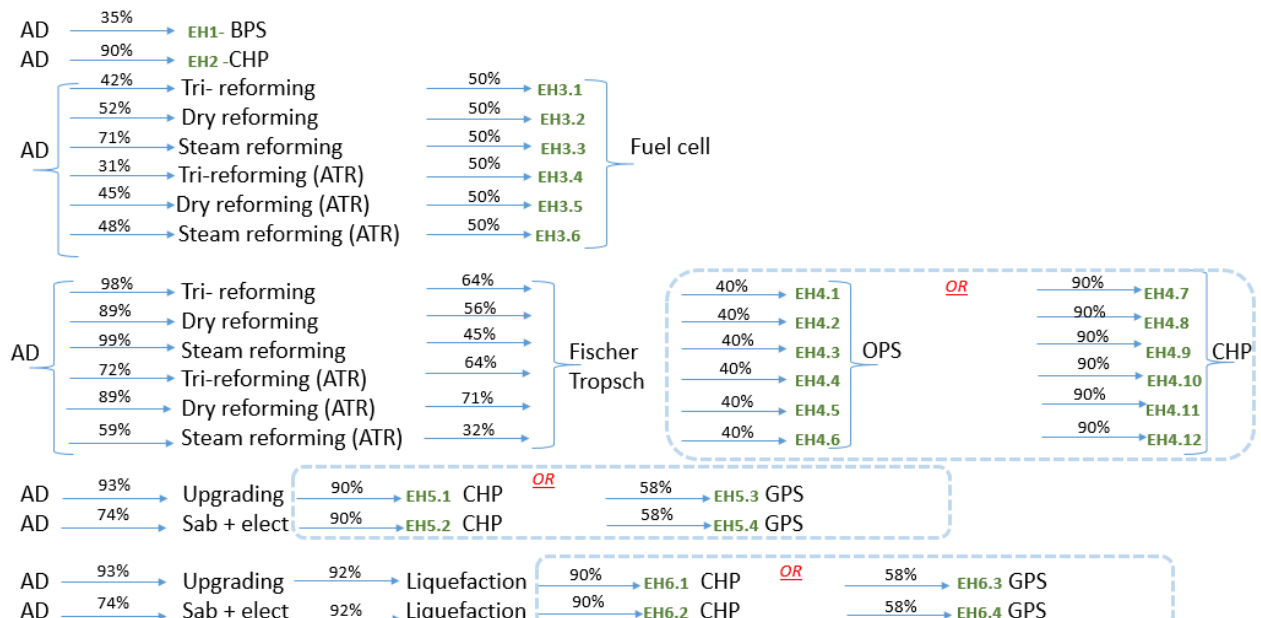 AD 35% EH1- BPS
AD 90% EH2 -CHP
42% Tri- reforming 50% EH3.1
52% Dry reforming 50% EH3.2
AD 71% Steam reforming 50% EH3.3 Fuel cell
31% Tri-reforming (ATR) 50% EH3.4
45% Dry reforming (ATR) 50% EH3.5
48% Steam reforming (ATR) 50% EH3.6
98% Tri- reforming 64% 40% EH4.1 OR 90% EH4.7
89% Dry reforming 56% 40% EH4.2 90% EH4.8
AD 99% Steam reforming 45% Fischer 40% EH4.3 OPS 90% EH4.9 CHP
72% Tri-reforming (ATR) 64% Tropsch 40% EH4.4 90% EH4.10
89% Dry reforming (ATR) 71% 40% EH4.5 90% EH4.11
59% Steam reforming (ATR) 32% 40% EH4.6 90% EH4.12
AD 93% Upgrading 90% EH5.1 CHP OR 58% EH5.3 GPS
AD 74% Sab + elect 90% EH5.2 CHP 58% EH5.4 GPS
AD 93% Upgrading 92% Liquefaction 90% EH6.1 CHP OR 58% EH6.3 GPS
AD 74% Sab + elect 92% Liquefaction 90% EH6.2 CHP 58% EH6.4 GPS